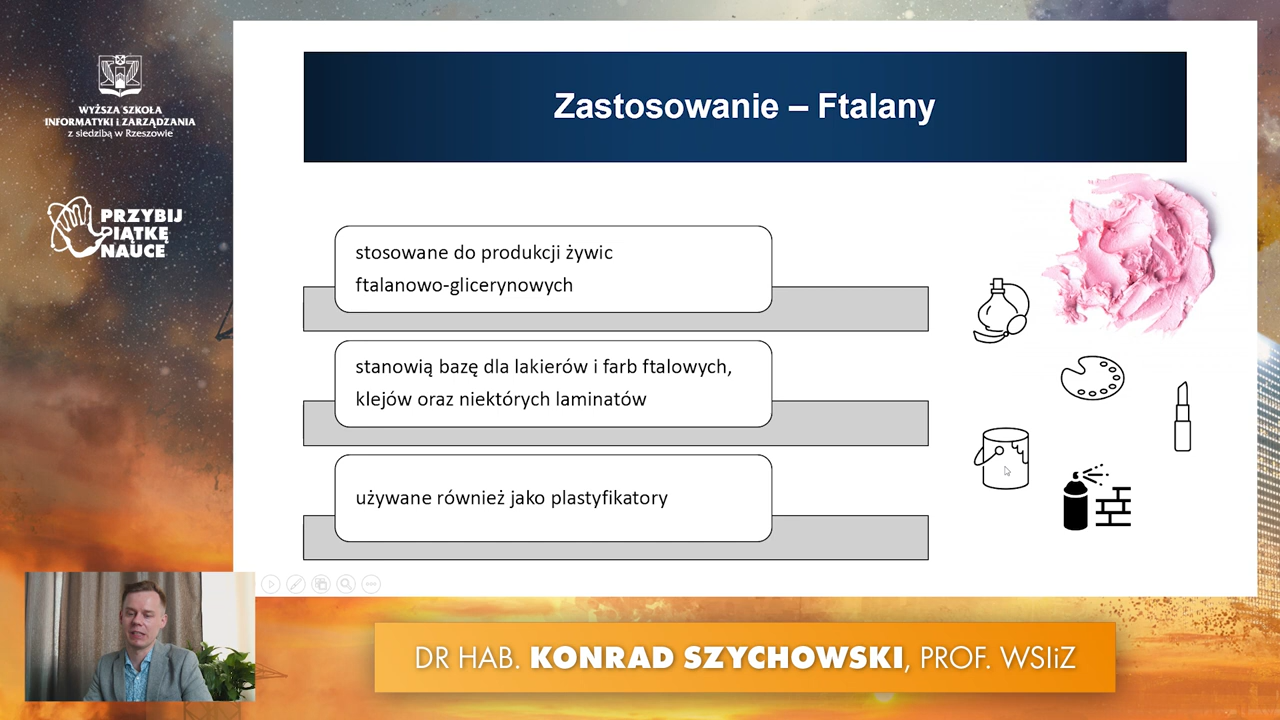 WYŻSZA SZKOŁA
INFORMATYKI i ZARZĄDZANIA
z siedzibą w Rzeszowie
PRZYBIJ
PIĄTKĘ
NAUCE
Zastosowanie – Ftalany
stosowane do produkcji żywic
ftalanowo-glicerynowych
stanowią bazę dla lakierów i farb ftalowych,
klejów oraz niektórych laminatów
używane również jako plastyfikatory
DR HAB. KONRAD SZYCHOWSKI, PROF. WSIiZ